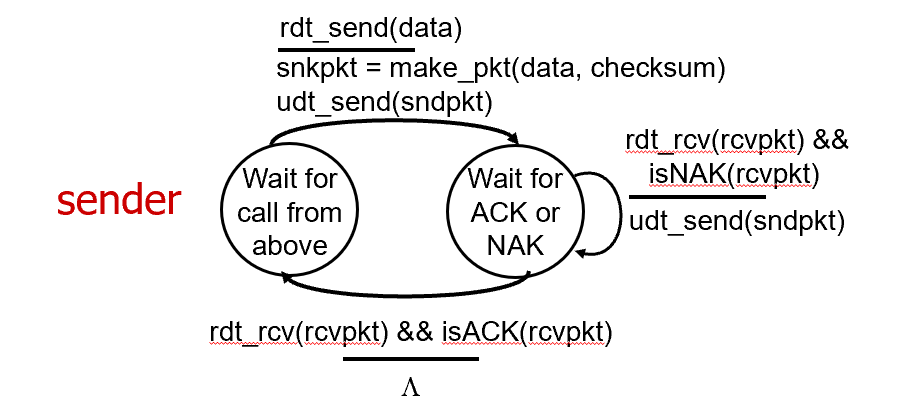 rdt_send(data)
snkpkt = make_pkt(data, checksum)
udt_send(sndpkt)
rdt_rcv(rcvpkt) &&
isNAK(rcvpkt)
udt_send(sndpkt)
sender
Wait for
call from
above
Wait for
ACK or
NAK
rdt_rcv(rcvpkt) && isACK(rcvpkt)
Λ